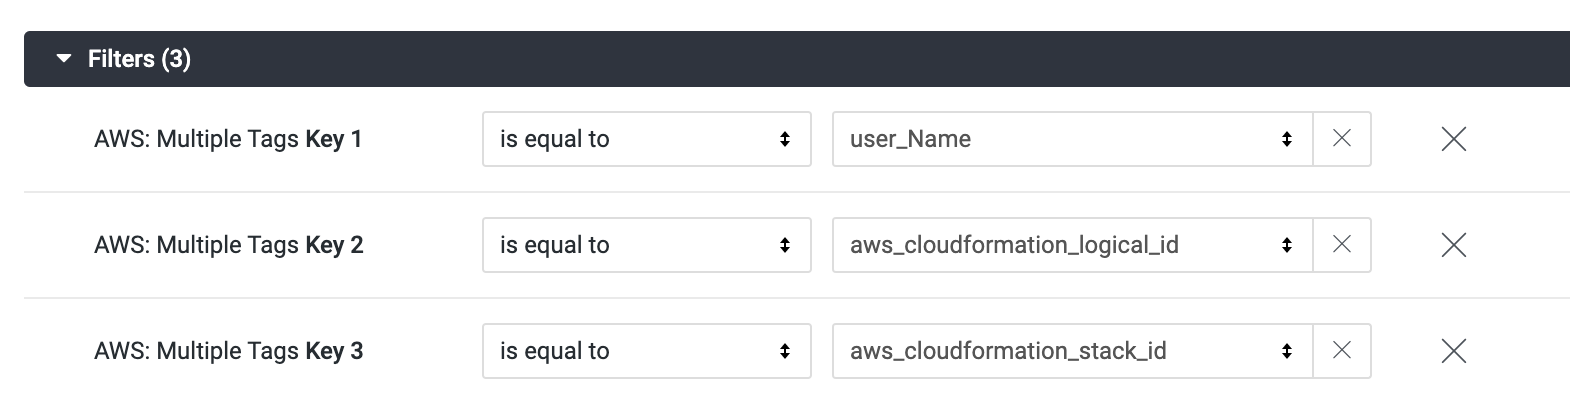 Filters (3)
AWS: Multiple Tags Key 1 is equal to user_Name
AWS: Multiple Tags Key 2 is equal to aws_cloudformation_logical_id
AWS: Multiple Tags Key 3 is equal to aws_cloudformation_stack_id